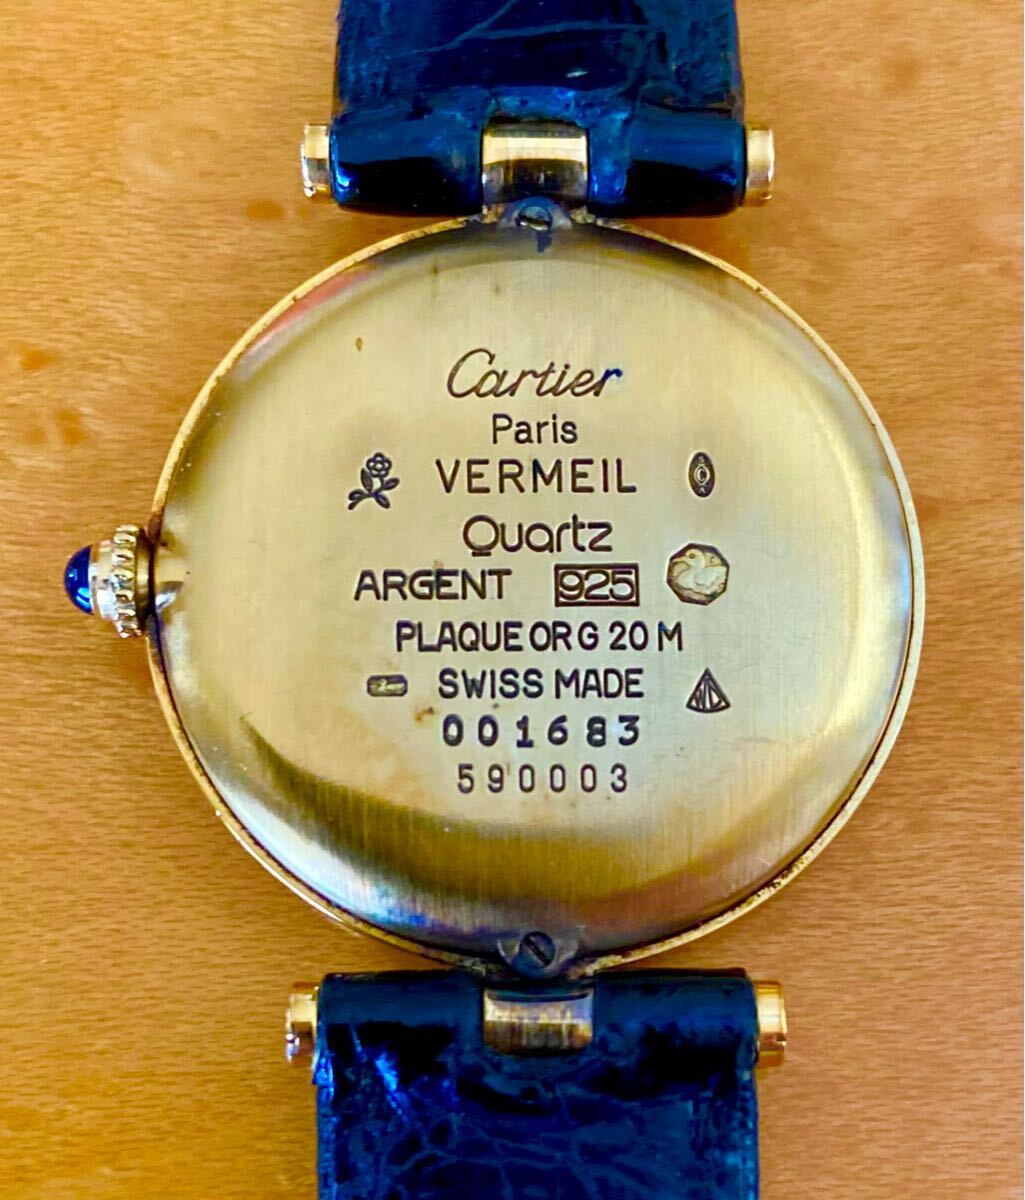 Cartier
Paris
VERMEIL
Quartz
ARGENT 925
PLAQUE OR G 20 M
SWISS MADE
001683
590003